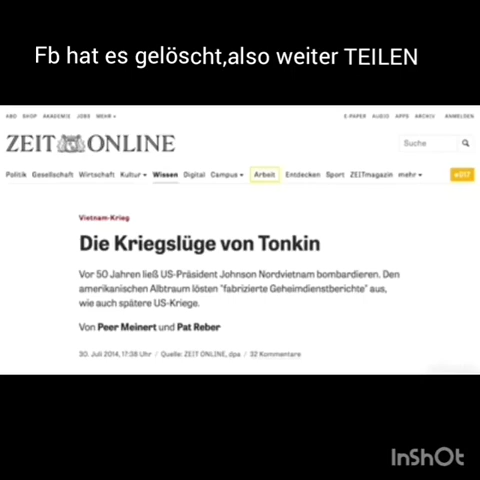 Fb hat es gelöscht,also weiter TEILEN
ABO SHOP AKADEMIE JOBS MEHR
E-PAPER AUDIO APPS ARCHIV ANMELDEN
ZEIT ONLINE
Suche
Politik Gesellschaft Wirtschaft Kultur Wissen Digital Campus Arbeit Entdecken Sport ZEITmagazin mehr
Vietnam-Krieg
Die Kriegslüge von Tonkin
Vor 50 Jahren ließ US-Präsident Johnson Nordvietnam bombardieren. Den
amerikanischen Albtraum lösten "fabrizierte Geheimdienstberichte" aus,
wie auch spätere US-Kriege.
Von Peer Meinert und Pat Reber
30. Juli 2014, 17:38 Uhr / Quelle: ZEIT ONLINE, dpa / 32 Kommentare
InShOt